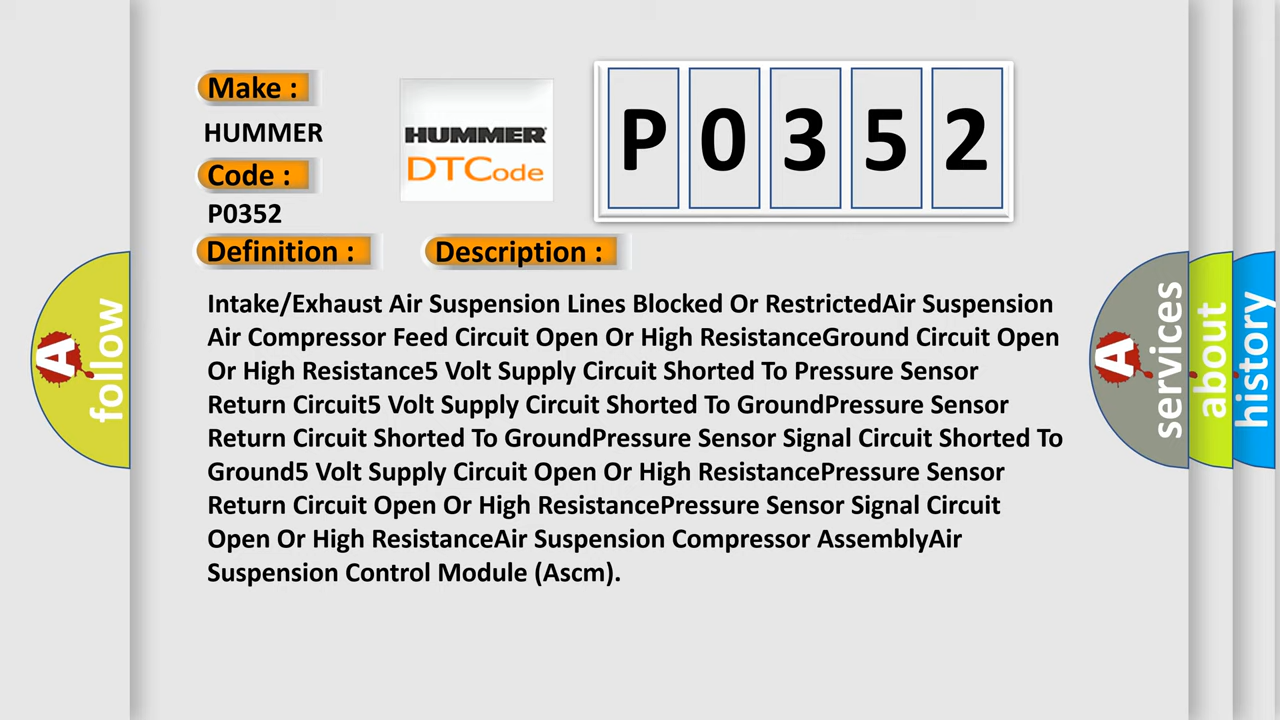 Make :
HUMMER
Code :
P0352
HUMMER
DTCode
P0352
Definition :
Description :
Intake/Exhaust Air Suspension Lines Blocked Or RestrictedAir Suspension
Air Compressor Feed Circuit Open Or High ResistanceGround Circuit Open
Or High Resistance5 Volt Supply Circuit Shorted To Pressure Sensor
Return Circuit5 Volt Supply Circuit Shorted To GroundPressure Sensor
Return Circuit Shorted To GroundPressure Sensor Signal Circuit Shorted To
Ground5 Volt Supply Circuit Open Or High ResistancePressure Sensor
Return Circuit Open Or High ResistancePressure Sensor Signal Circuit
Open Or High ResistanceAir Suspension Compressor AssemblyAir
Suspension Control Module (Ascm).
A
follow
A
services
about
history